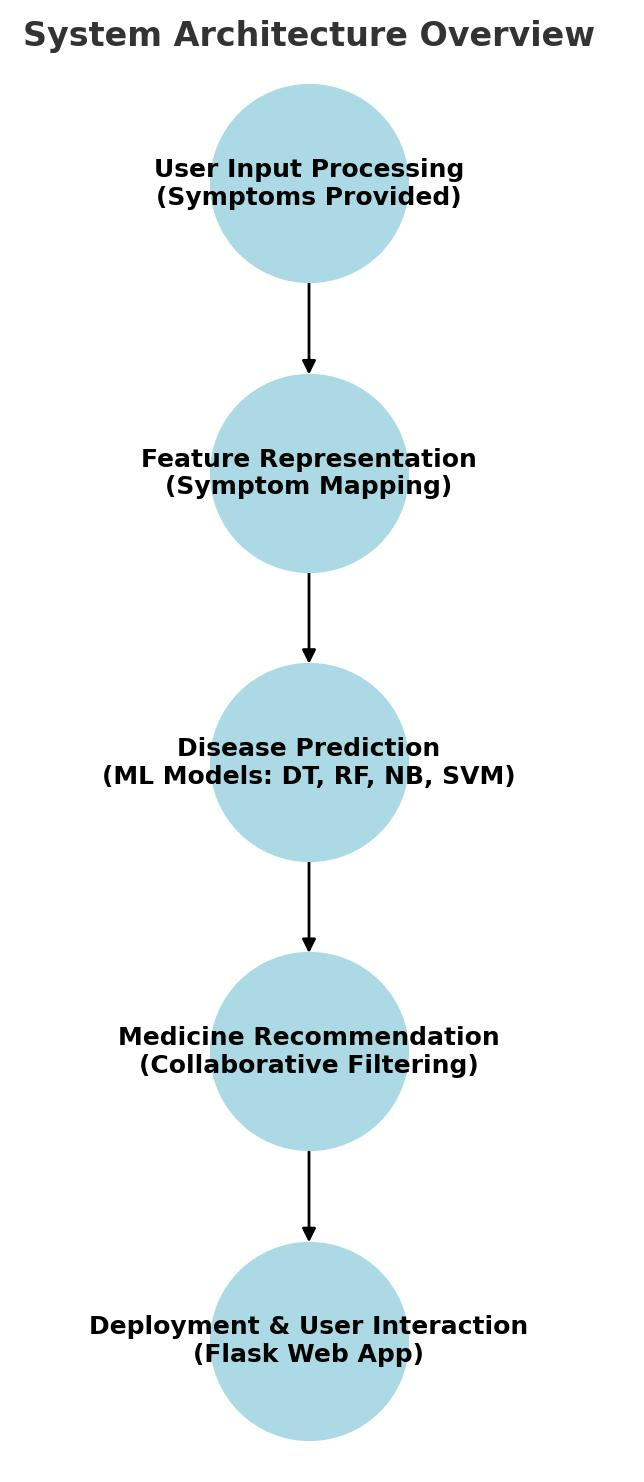 System Architecture Overview
User Input Processing
(Symptoms Provided)
Feature Representation
(Symptom Mapping)
Disease Prediction
(ML Models: DT, RF, NB, SVM)
Medicine Recommendation
(Collaborative Filtering)
Deployment & User Interaction
(Flask Web App)